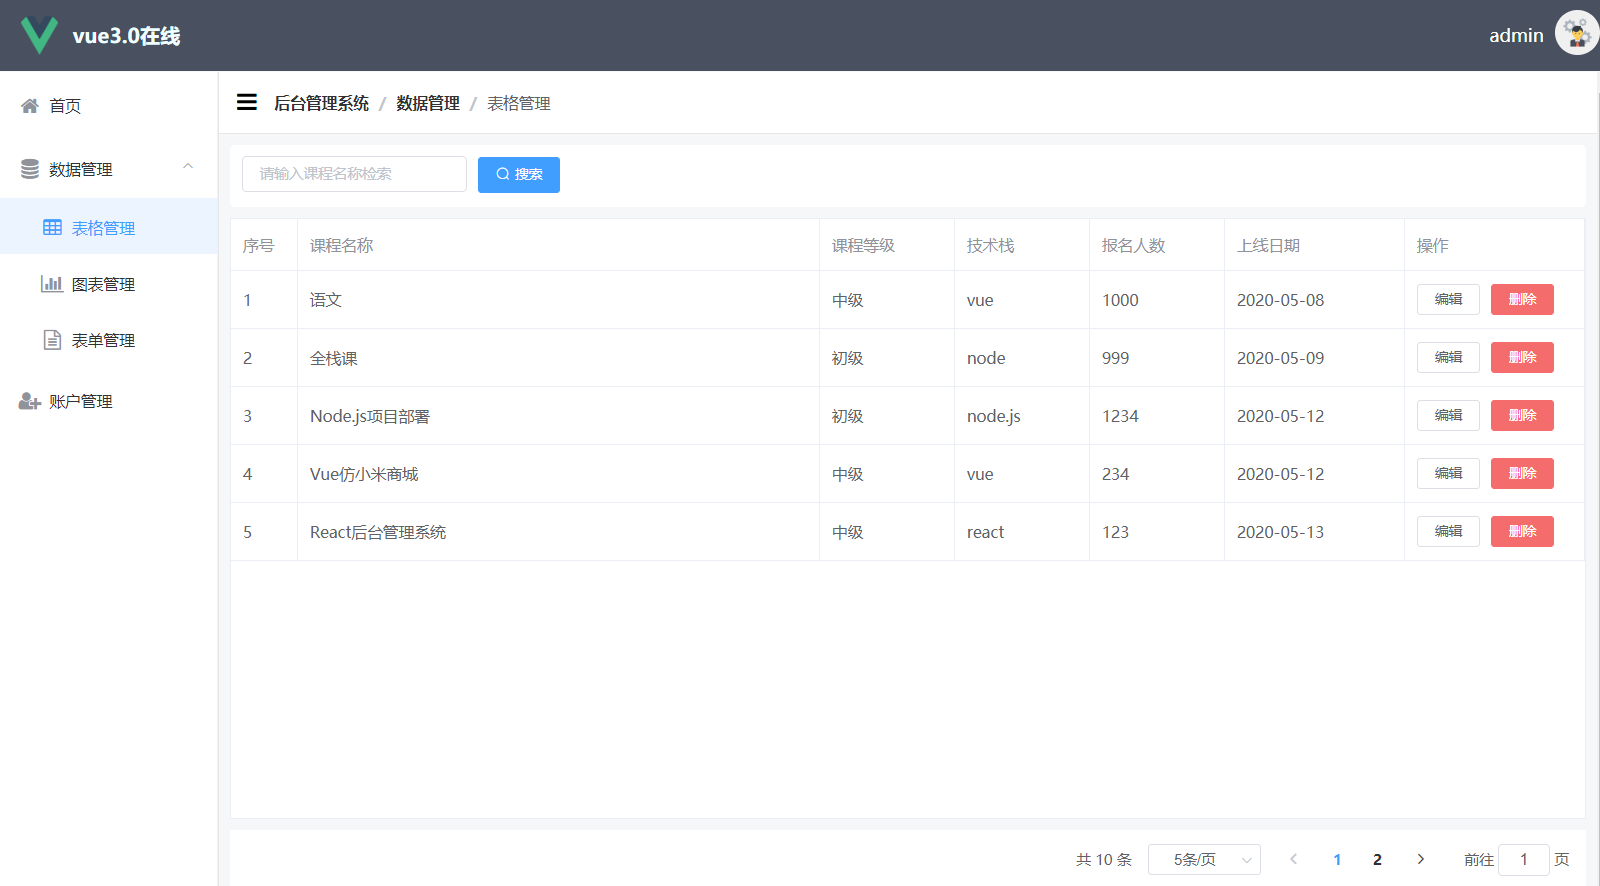 vue3.0在线
admin
首页
数据管理
表格管理
图表管理
表单管理
账户管理
后台管理系统 / 数据管理 / 表格管理
请输入课程名称检索 搜索
序号 课程名称 课程等级 技术栈 报名人数 上线日期 操作
1 语文 中级 vue 1000 2020-05-08 编辑 删除
2 全栈课 初级 node 999 2020-05-09 编辑 删除
3 Node.js项目部署 初级 node.js 1234 2020-05-12 编辑 删除
4 Vue仿小米商城 中级 vue 234 2020-05-12 编辑 删除
5 React后台管理系统 中级 react 123 2020-05-13 编辑 删除
共 10 条 5条/页 1 2 前往 1 页